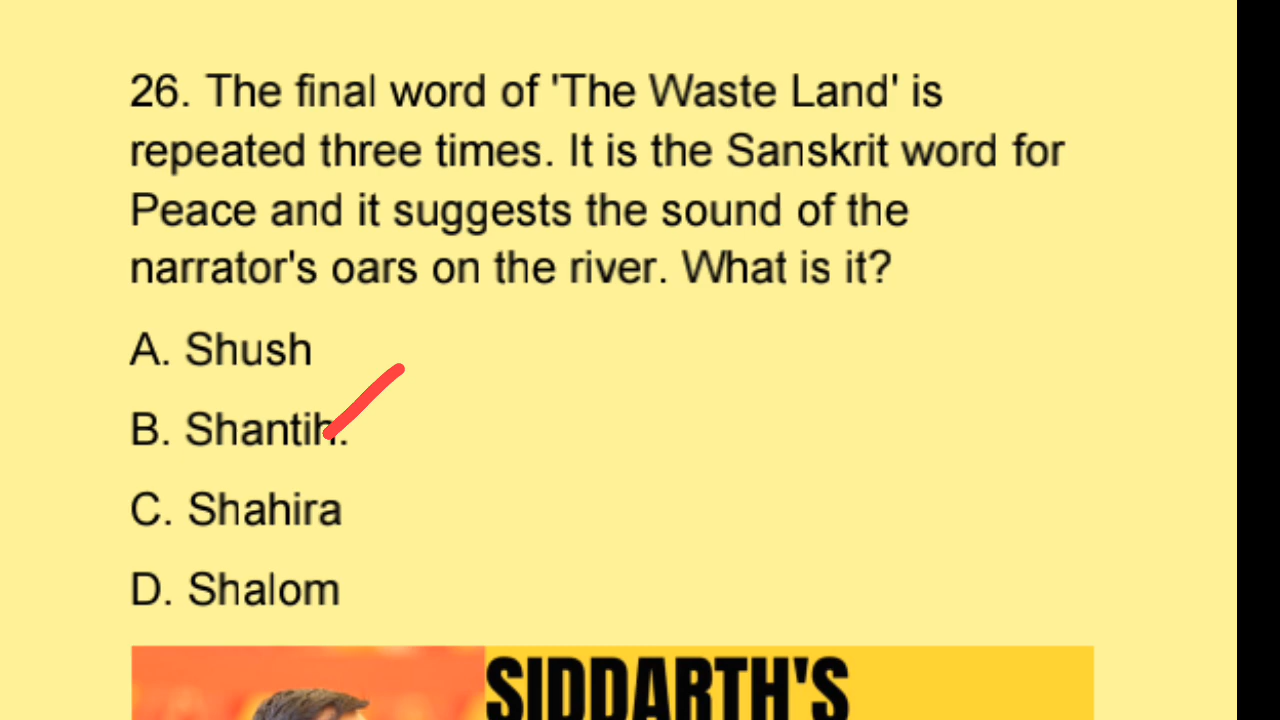 26. The final word of 'The Waste Land' is
repeated three times. It is the Sanskrit word for
Peace and it suggests the sound of the
narrator's oars on the river. What is it?
A. Shush
B. Shantih.
C. Shahira
D. Shalom
SIDDARTH'S